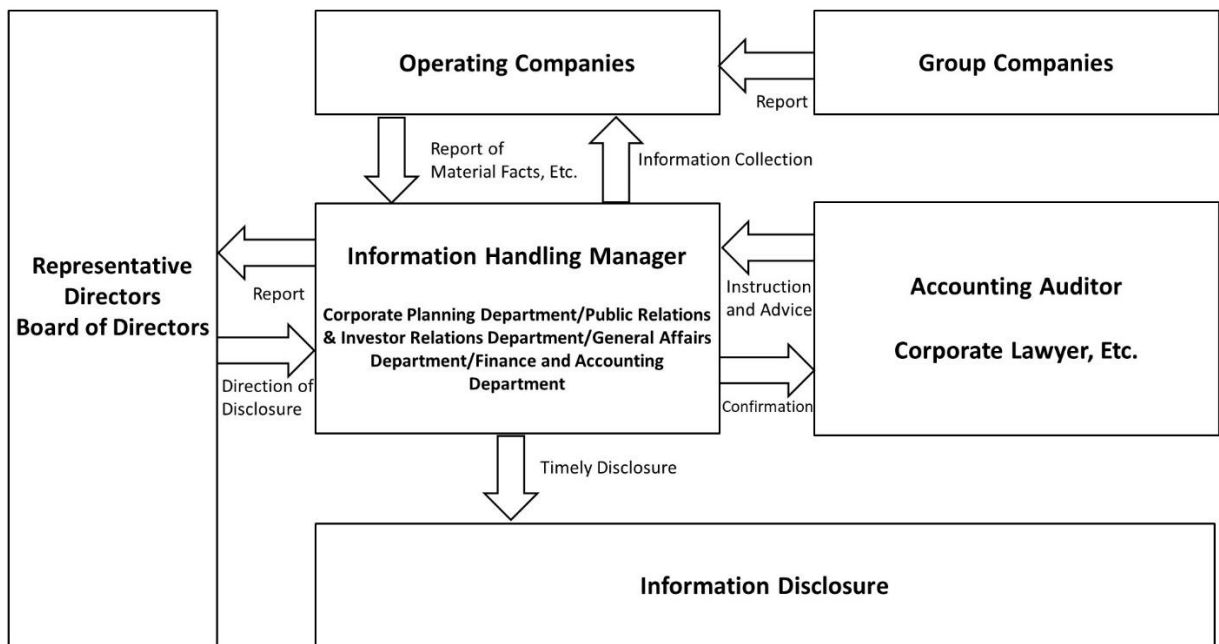 Operating Companies
Group Companies
Report
Report of
Material Facts, Etc.
Information Collection
Representative
Directors
Board of Directors
Report
Direction of
Disclosure
Information Handling Manager
Corporate Planning Department/Public Relations
& Investor Relations Department/General Affairs
Department/Finance and Accounting
Department
Instruction
and Advice
Confirmation
Accounting Auditor
Corporate Lawyer, Etc.
Timely Disclosure
Information Disclosure